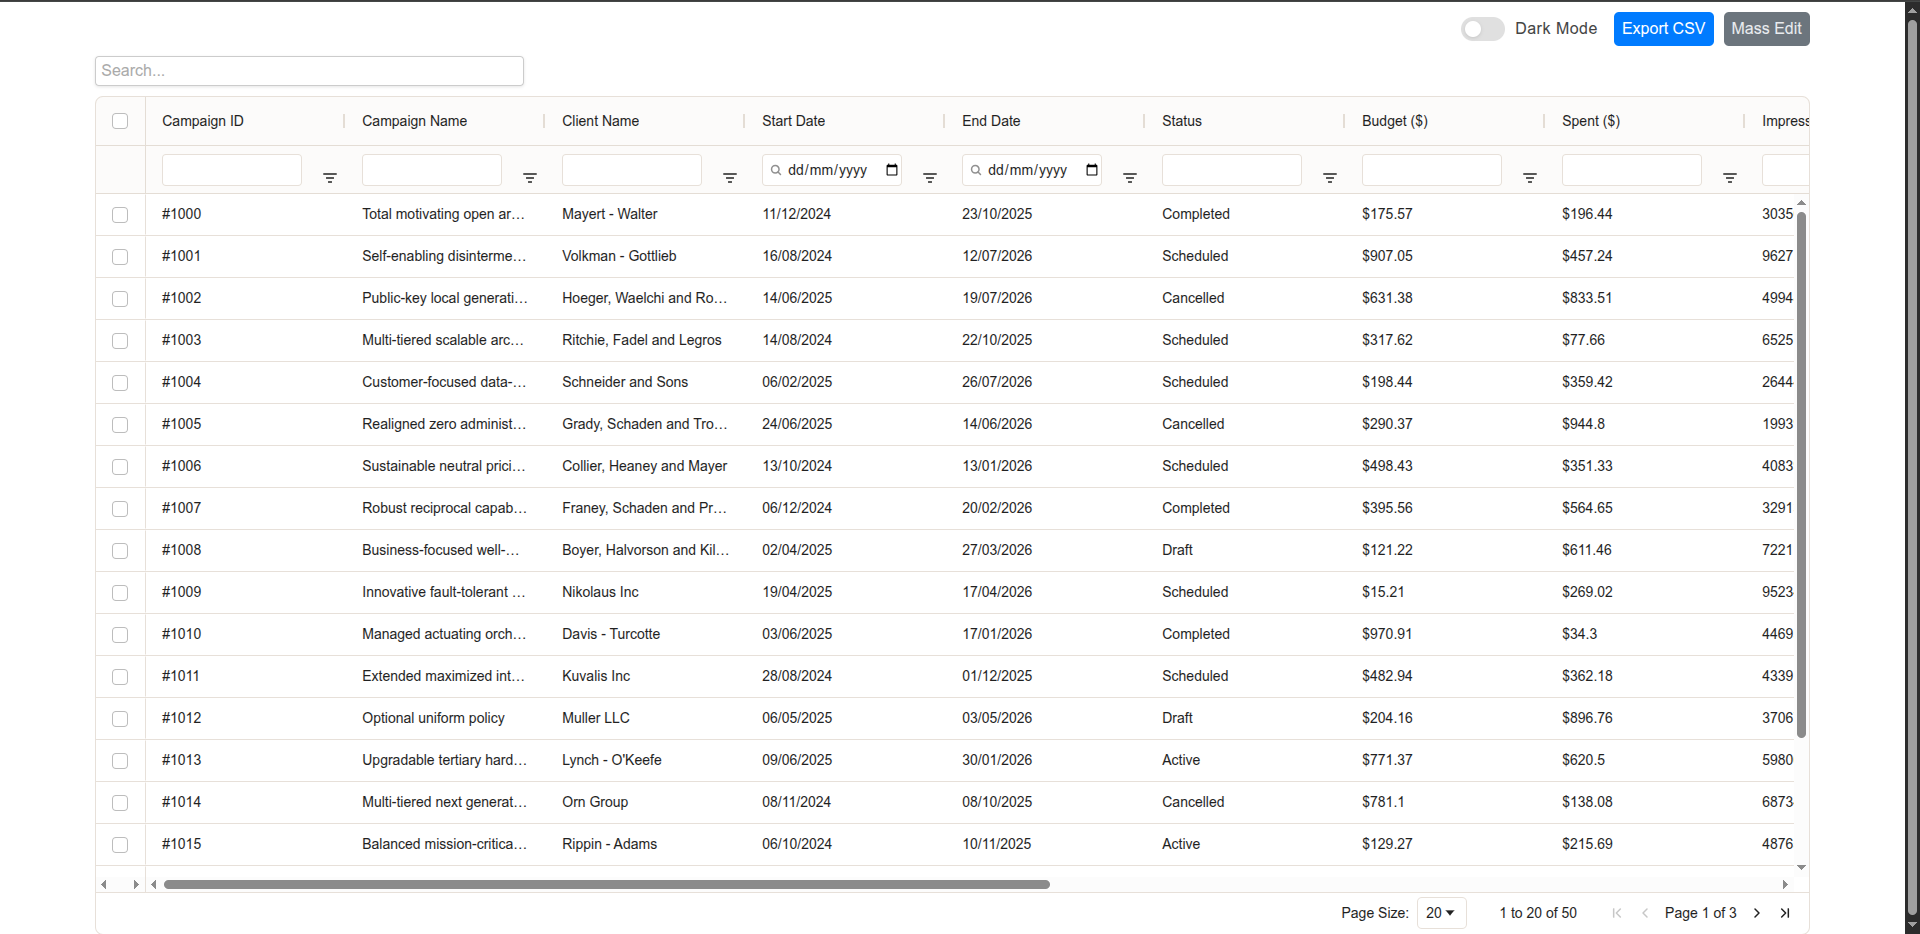 Dark Mode Export CSV Mass Edit
Search...
Campaign ID Campaign Name Client Name Start Date End Date Status Budget ($) Spent ($) Impress
dd/mm/yyyy dd/mm/yyyy
#1000 Total motivating open ar... Mayert - Walter 11/12/2024 23/10/2025 Completed $175.57 $196.44 3035
#1001 Self-enabling disinterme... Volkman - Gottlieb 16/08/2024 12/07/2026 Scheduled $907.05 $457.24 9627
#1002 Public-key local generati... Hoeger, Waelchi and Ro... 14/06/2025 19/07/2026 Cancelled $631.38 $833.51 4994
#1003 Multi-tiered scalable arc... Ritchie, Fadel and Legros 14/08/2024 22/10/2025 Scheduled $317.62 $77.66 6525
#1004 Customer-focused data-... Schneider and Sons 06/02/2025 26/07/2026 Scheduled $198.44 $359.42 2644
#1005 Realigned zero administ... Grady, Schaden and Tro... 24/06/2025 14/06/2026 Cancelled $290.37 $944.8 1993
#1006 Sustainable neutral prici... Collier, Heaney and Mayer 13/10/2024 13/01/2026 Scheduled $498.43 $351.33 4083
#1007 Robust reciprocal capab... Franey, Schaden and Pr... 06/12/2024 20/02/2026 Completed $395.56 $564.65 3291
#1008 Business-focused well-... Boyer, Halvorson and Kil... 02/04/2025 27/03/2026 Draft $121.22 $611.46 7221
#1009 Innovative fault-tolerant ... Nikolaus Inc 19/04/2025 17/04/2026 Scheduled $15.21 $269.02 9523
#1010 Managed actuating orch... Davis - Turcotte 03/06/2025 17/01/2026 Completed $970.91 $34.3 4469
#1011 Extended maximized int... Kuvalis Inc 28/08/2024 01/12/2025 Scheduled $482.94 $362.18 4339
#1012 Optional uniform policy Muller LLC 06/05/2025 03/05/2026 Draft $204.16 $896.76 3706
#1013 Upgradable tertiary hard... Lynch - O'Keefe 09/06/2025 30/01/2026 Active $771.37 $620.5 5980
#1014 Multi-tiered next generat... Orn Group 08/11/2024 08/10/2025 Cancelled $781.1 $138.08 6873
#1015 Balanced mission-critica... Rippin - Adams 06/10/2024 10/11/2025 Active $129.27 $215.69 4876
Page Size: 20 1 to 20 of 50 Page 1 of 3